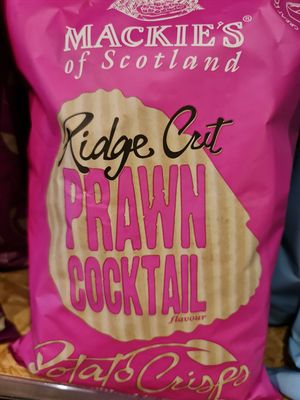 MACKIE'S®
of Scotland
Ridge Cut
PRAWN
COCKTAIL
flavour
Potato Crisps